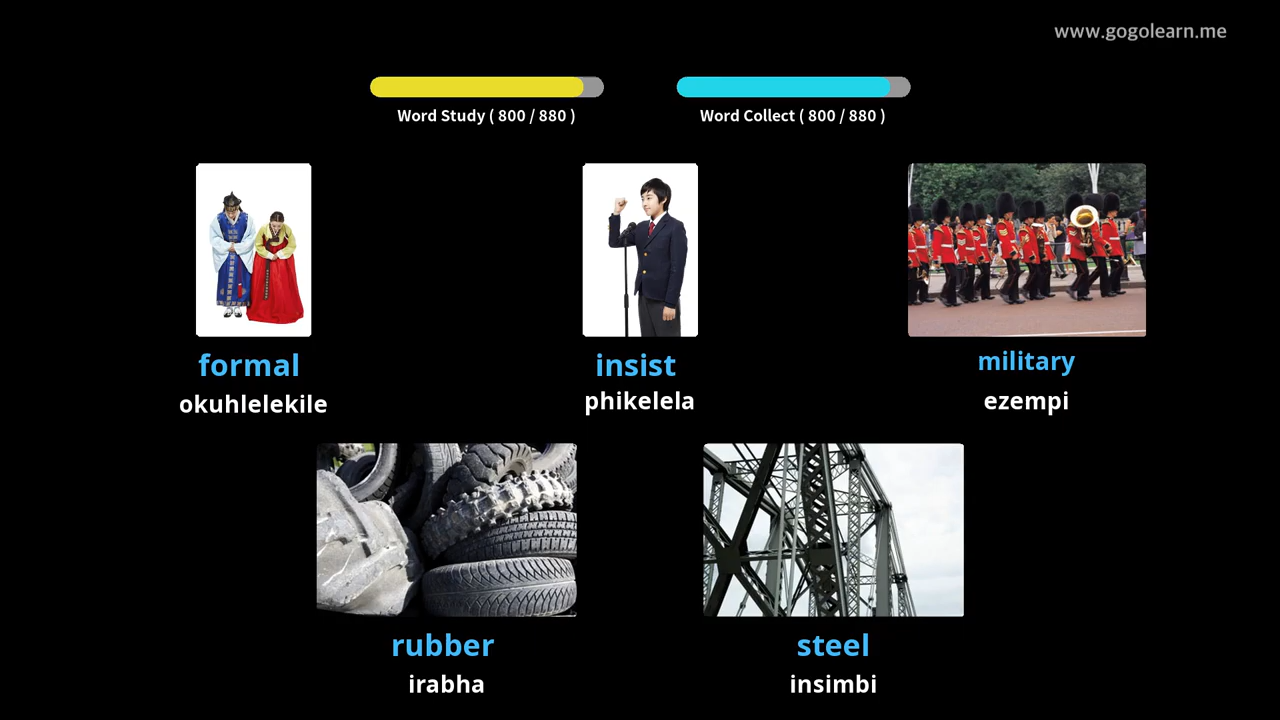 www.gogolearn.me
Word Study ( 800 / 880 )
Word Collect ( 800 / 880 )
formal
okuhlelekile
insist
phikelela
military
ezempi
rubber
irabha
steel
insimbi